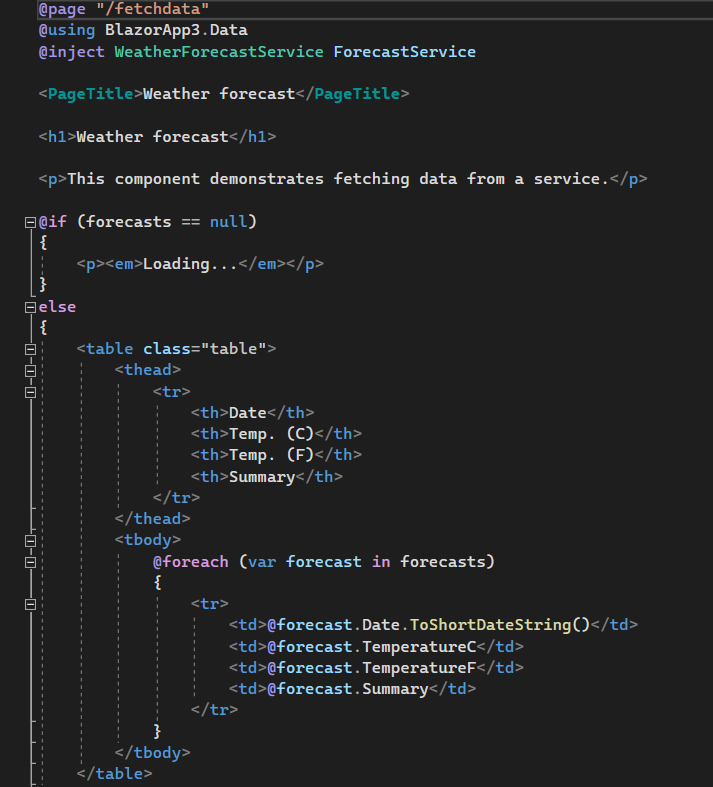 @page "/fetchdata"
@using BlazorApp3.Data
@inject WeatherForecastService ForecastService
<PageTitle>Weather forecast</PageTitle>
<h1>Weather forecast</h1>
<p>This component demonstrates fetching data from a service.</p>
@if (forecasts == null)
{
    <p><em>Loading...</em></p>
}
else
{
    <table class="table">
        <thead>
            <tr>
                <th>Date</th>
                <th>Temp. (C)</th>
                <th>Temp. (F)</th>
                <th>Summary</th>
            </tr>
        </thead>
        <tbody>
            @foreach (var forecast in forecasts)
            {
                <tr>
                    <td>@forecast.Date.ToShortDateString()</td>
                    <td>@forecast.TemperatureC</td>
                    <td>@forecast.TemperatureF</td>
                    <td>@forecast.Summary</td>
                </tr>
            }
        </tbody>
    </table>